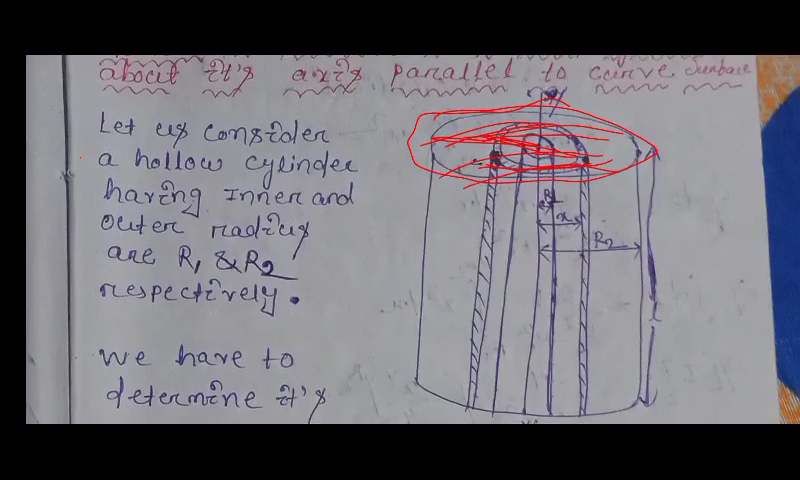 about it's axis parallel to curve surface
Let us consider
a hollow cylinder
having Inner and
outer radius
are R₁ & R₂
respectively.
we have to
determine it's
R₁
x
R₂